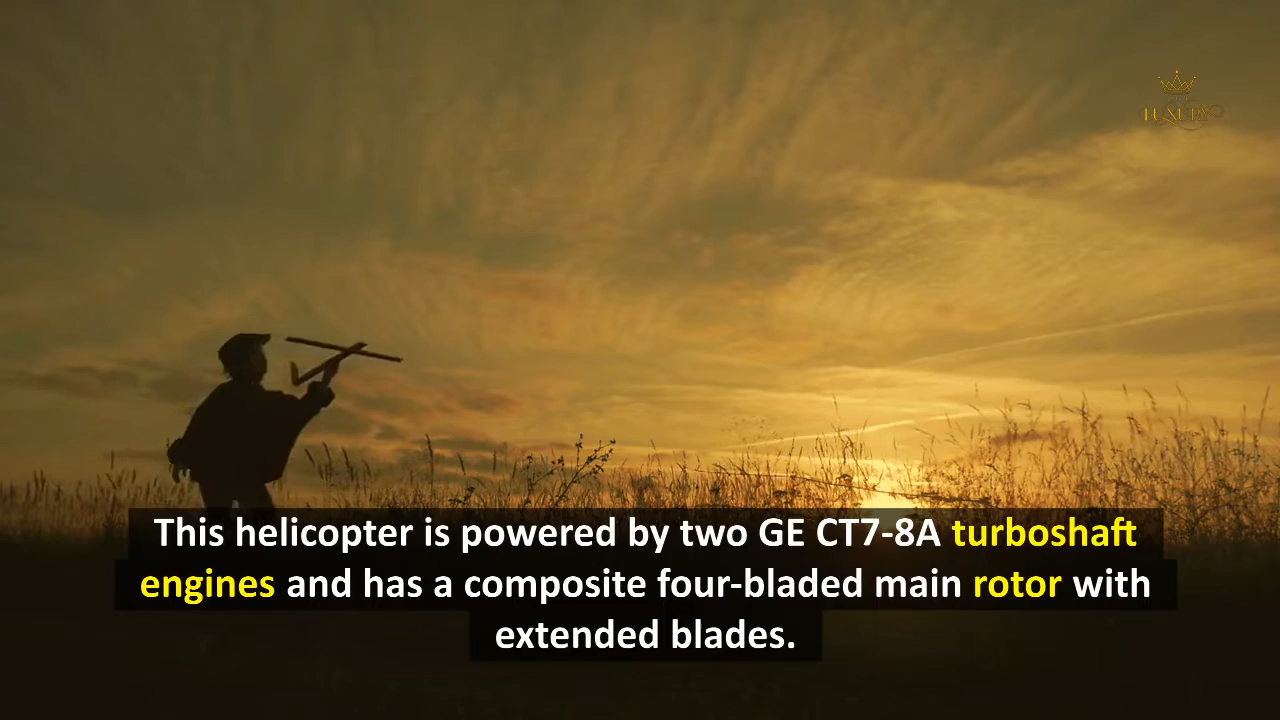 LUXURY
This helicopter is powered by two GE CT7-8A turboshaft
engines and has a composite four-bladed main rotor with
extended blades.